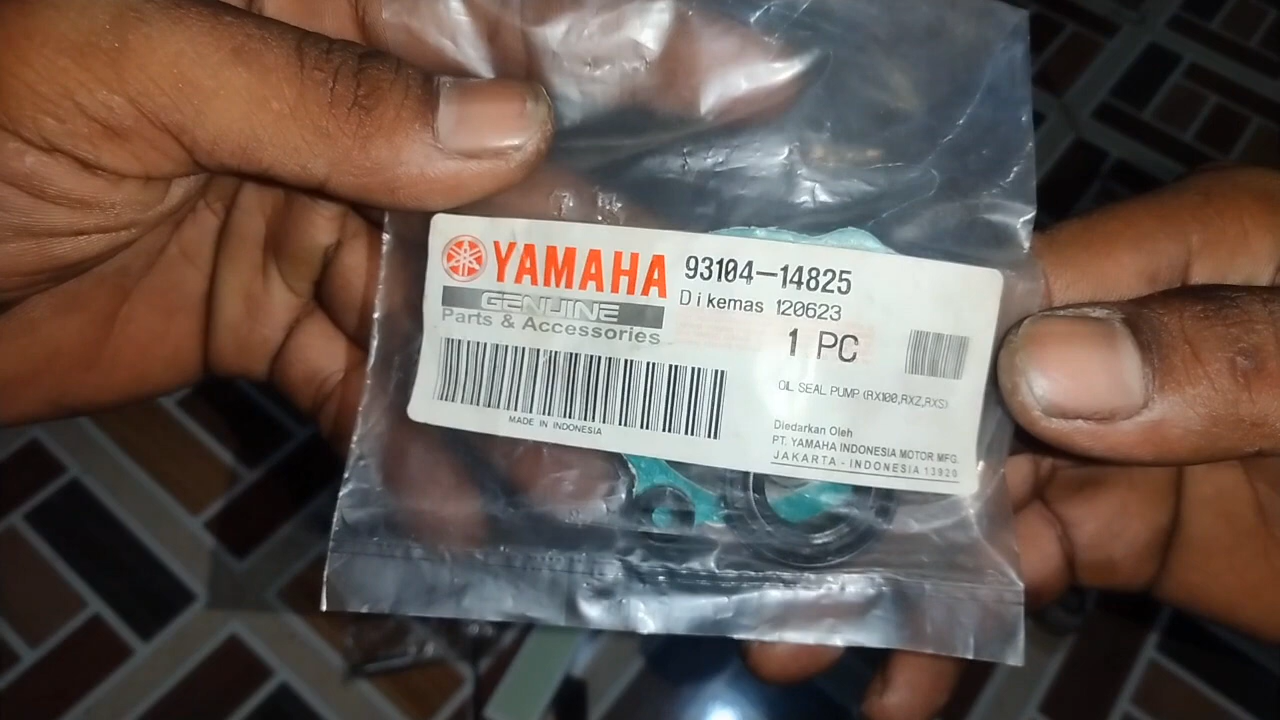 YAMAHA
GENUINE
Parts & Accessories
MADE IN INDONESIA
93104-14825
Dikemas 120623
1 PC
OIL SEAL PUMP (RX100,RXZ,RXS)
Diedarkan Oleh
PT. YAMAHA INDONESIA MOTOR MFG.
JAKARTA - INDONESIA 13920